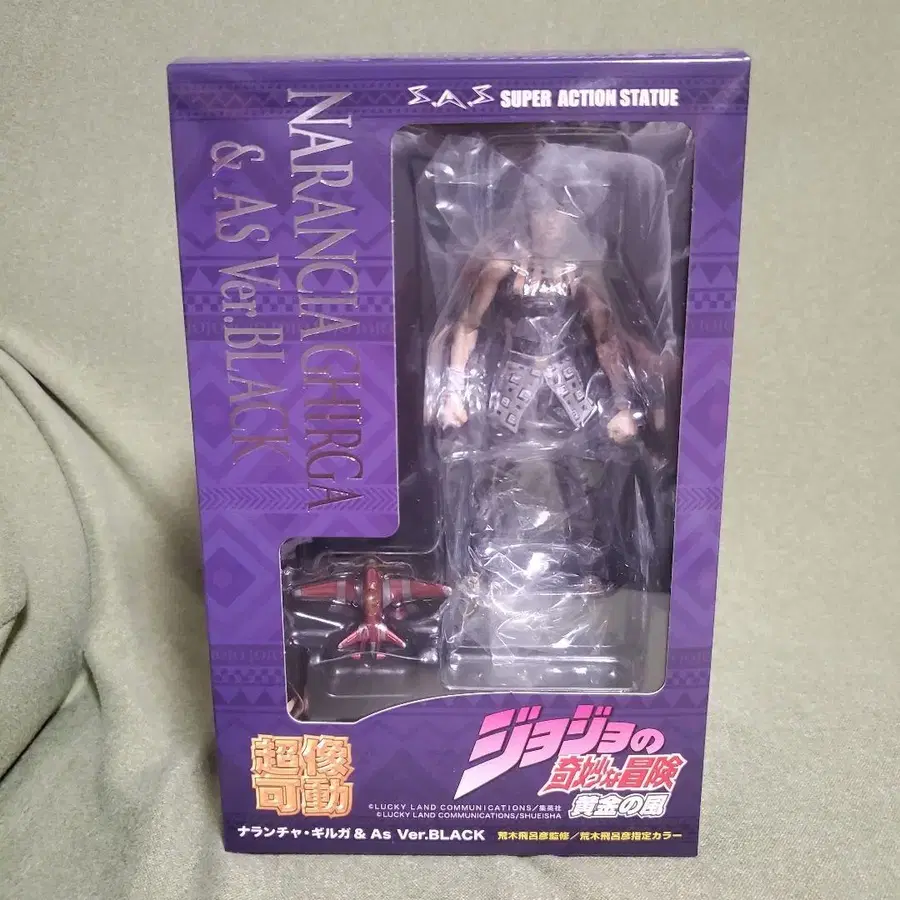 S.A.S SUPER ACTION STATUE
NARANCIA GHIRGA
& AS Ver.BLACK
超像
可動
ジョジョの
奇妙な冒険
黄金の風
©LUCKY LAND COMMUNICATIONS/集英社
©LUCKY LAND COMMUNICATIONS/SHUEISHA
ナランチャ・ギルガ & As Ver.BLACK
荒木飛呂彦監修/荒木飛呂彦指定カラー